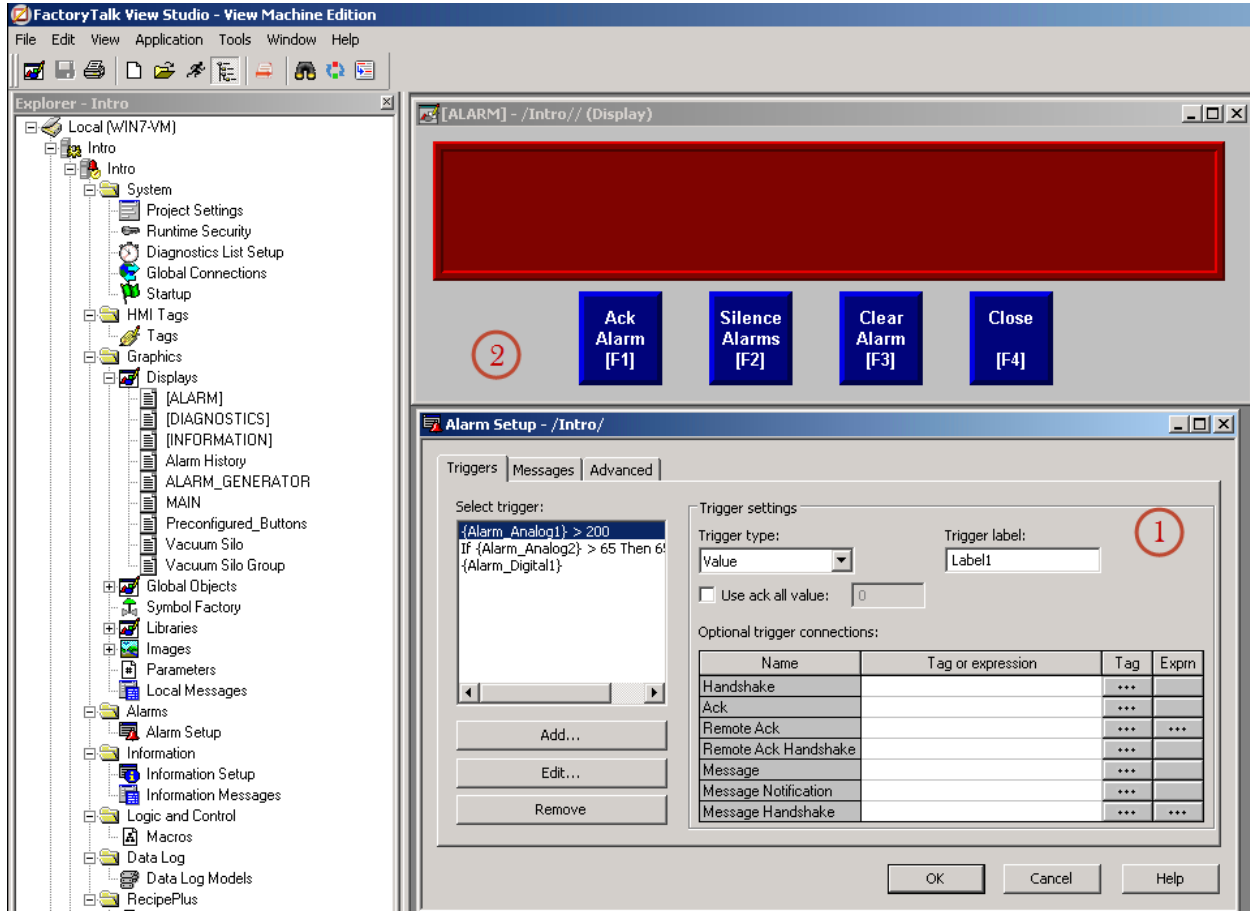 FactoryTalk View Studio - View Machine Edition
File Edit View Application Tools Window Help
Explorer - Intro
Local (WIN7-VM)
Intro
Intro
System
Project Settings
Runtime Security
Diagnostics List Setup
Global Connections
Startup
HMI Tags
Tags
Graphics
Displays
[ALARM]
[DIAGNOSTICS]
[INFORMATION]
Alarm History
ALARM_GENERATOR
MAIN
Preconfigured_Buttons
Vacuum Silo
Vacuum Silo Group
Global Objects
Symbol Factory
Libraries
Images
Parameters
Local Messages
Alarms
Alarm Setup
Information
Information Setup
Information Messages
Logic and Control
Macros
Data Log
Data Log Models
RecipePlus
[ALARM] - /Intro// (Display)
2
Ack
Alarm
[F1]
Silence
Alarms
[F2]
Clear
Alarm
[F3]
Close
[F4]
Alarm Setup - /Intro/
Triggers Messages Advanced
Select trigger:
{Alarm_Analog1} > 200
If {Alarm_Analog2} > 65 Then 65
{Alarm_Digital1}
Add...
Edit...
Remove
Trigger settings
1
Trigger type:
Value
Trigger label:
Label1
Use ack all value: 0
Optional trigger connections:
Name Tag or expression Tag Exprn
Handshake ...
Ack ...
Remote Ack ... ...
Remote Ack Handshake ...
Message ...
Message Notification ...
Message Handshake ... ...
OK Cancel Help